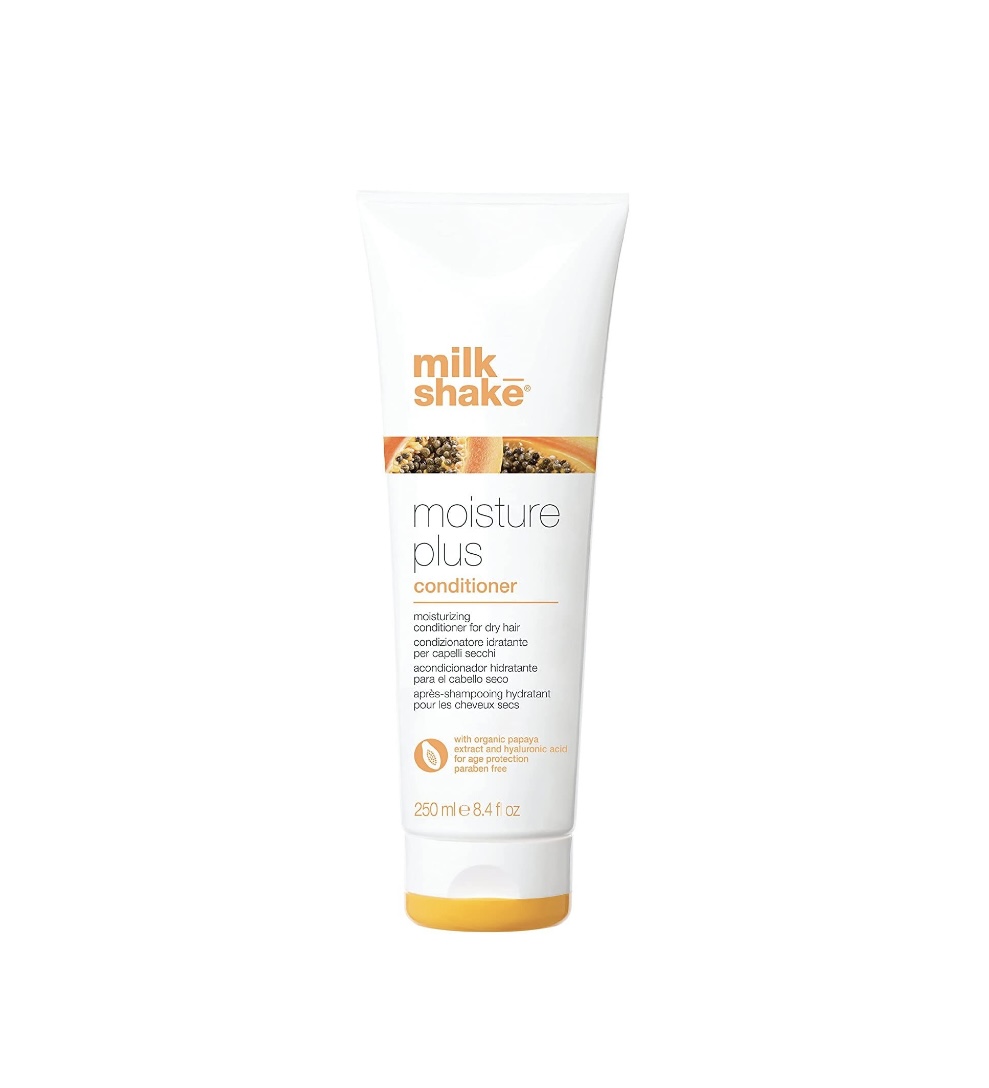 milk_
shake®
moisture
plus
conditioner
moisturizing
conditioner for dry hair
condizionatore idratante
per capelli secchi
acondicionador hidratante
para el cabello seco
après-shampooing hydratant
pour les cheveux secs
with organic papaya
extract and hyaluronic acid
for age protection
paraben free
250 ml e 8.4 fl oz